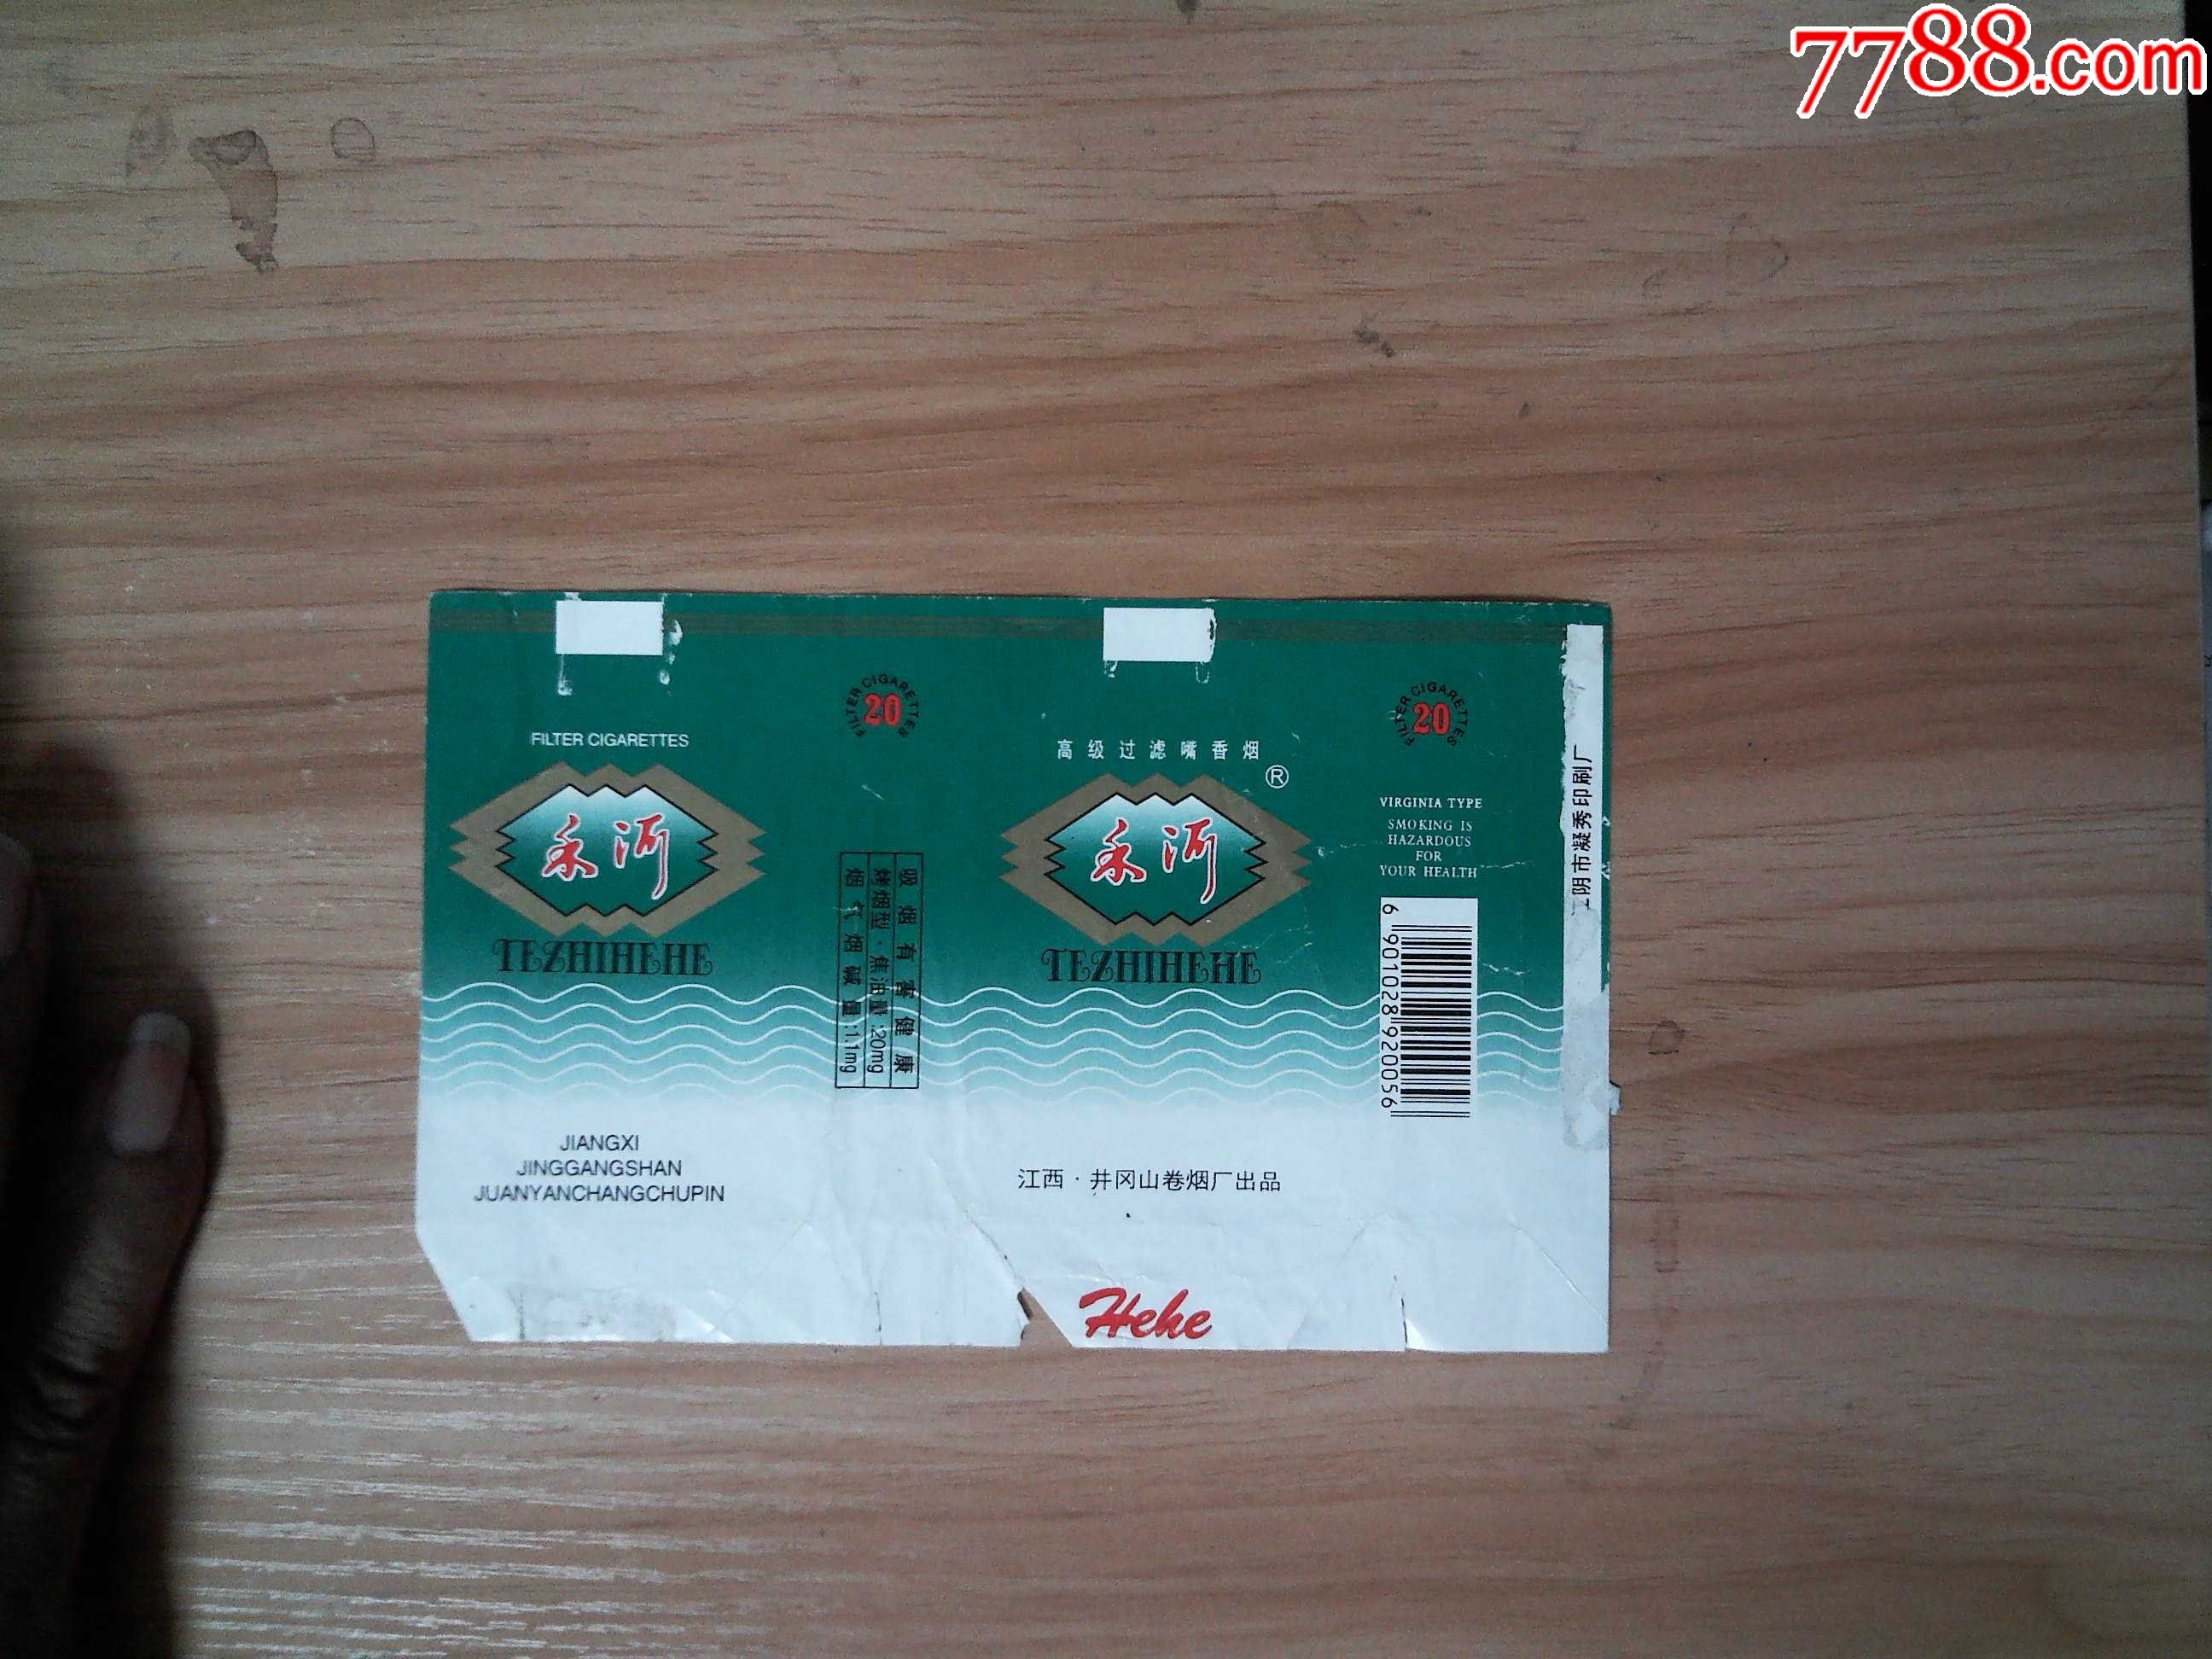 7788.com
FILTER CIGARETTES
禾河
TEZHIHEHE
JIANGXI
JINGGANGSHAN
JUANYANCHANGCHUPIN
FILTER CIGARETTES
20
吸烟有害健康
烤烟型·焦油量:20mg
烟气烟碱量:1.1mg
高级过滤嘴香烟
®
禾河
TEZHIHEHE
江西·井冈山卷烟厂出品
Hehe
FILTER CIGARETTES
20
VIRGINIA TYPE
SMOKING IS
HAZARDOUS
FOR
YOUR HEALTH
6 901028 920056
江阴市凝秀印刷厂